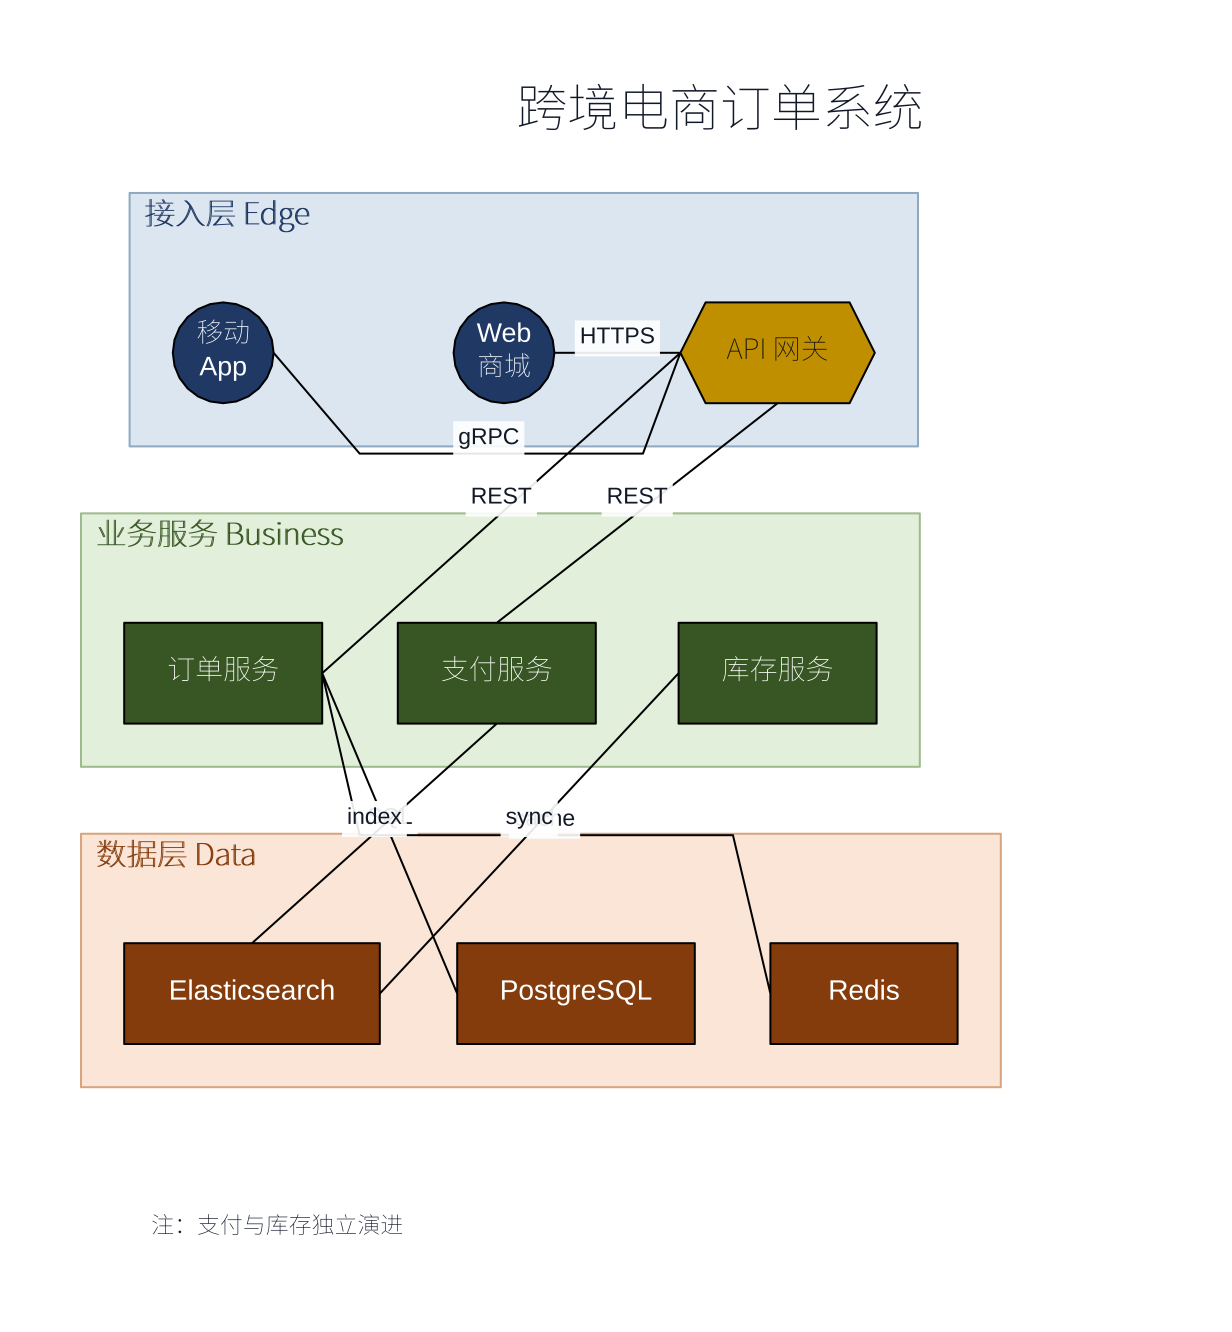 跨境电商订单系统
接入层 Edge
移动
App
Web
商城
HTTPS
API 网关
gRPC
REST
REST
业务服务 Business
订单服务
支付服务
库存服务
index
sync
数据层 Data
Elasticsearch
PostgreSQL
Redis
注：支付与库存独立演进